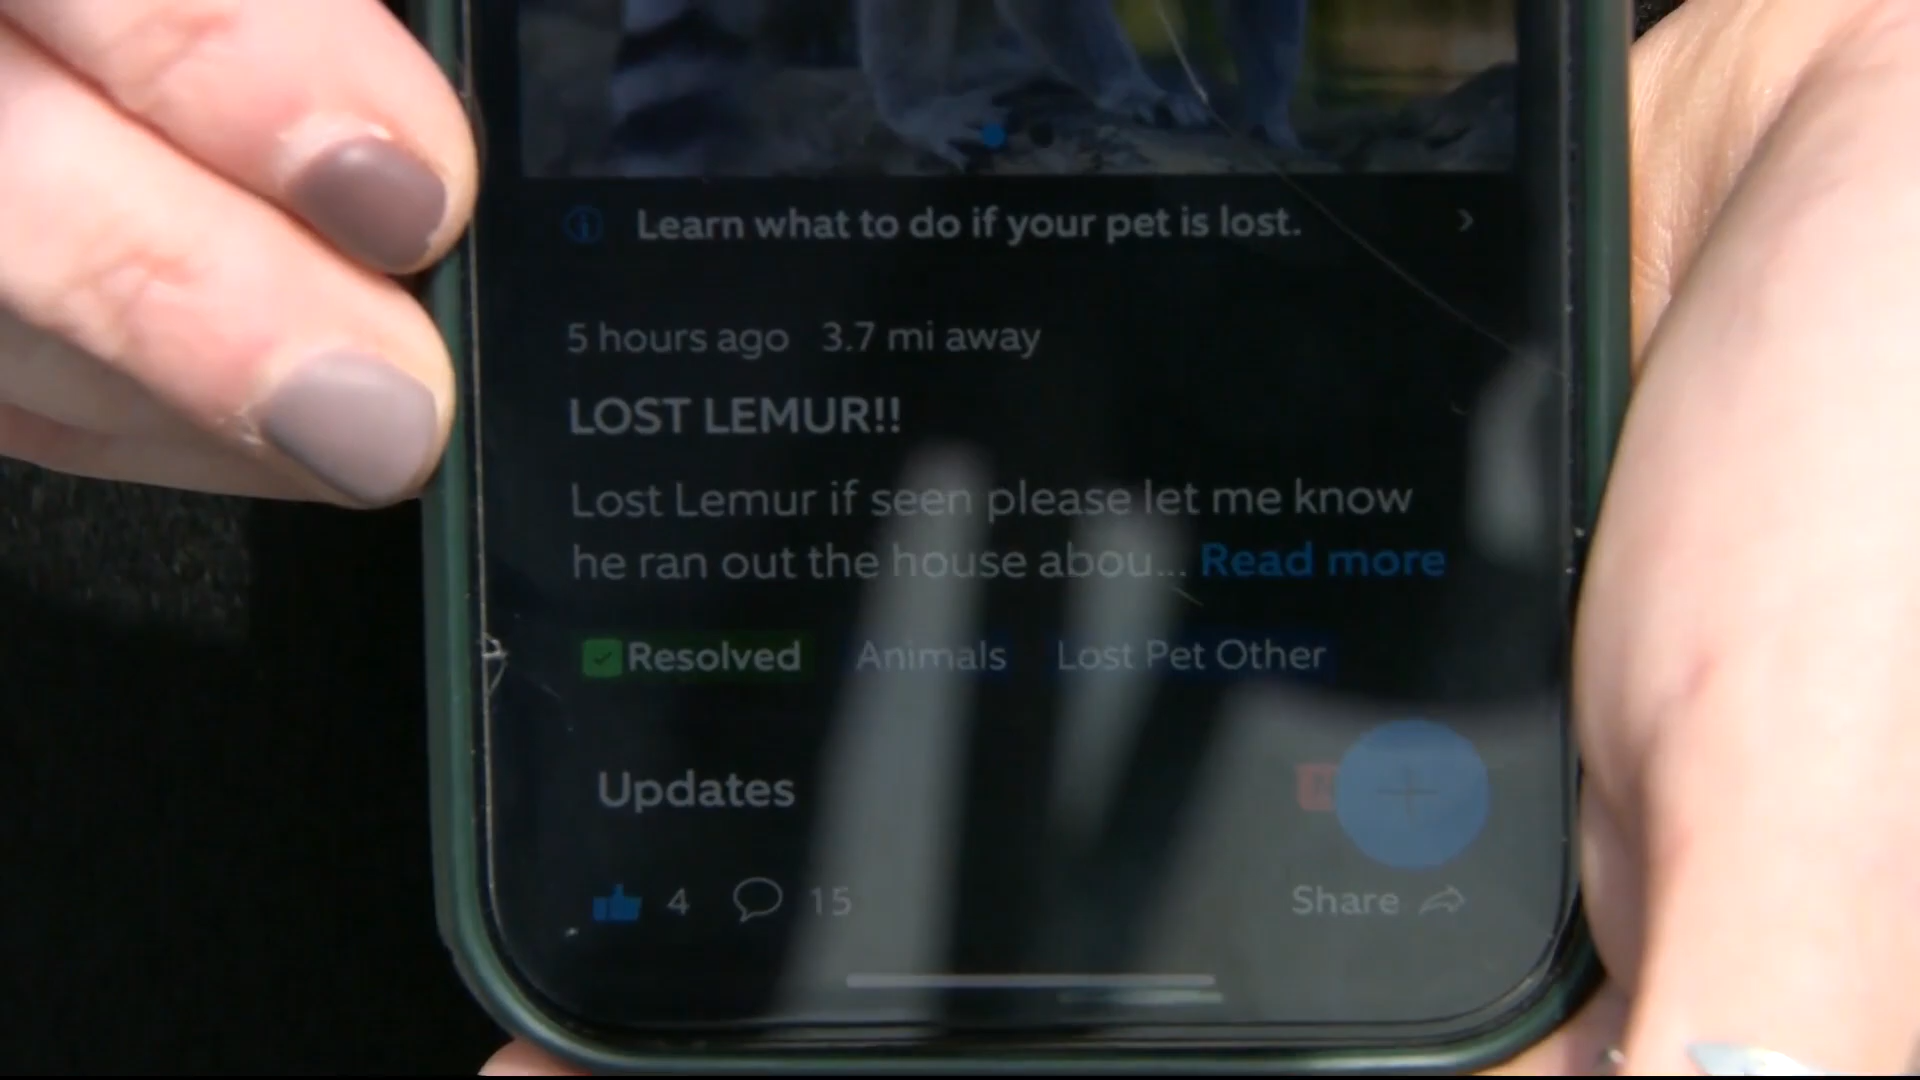 Learn what to do if your pet is lost.
5 hours ago 3.7 mi away
LOST LEMUR!!
Lost Lemur if seen please let me know
he ran out the house abou... Read more
Resolved Animals Lost Pet Other
Updates
4 15 Share